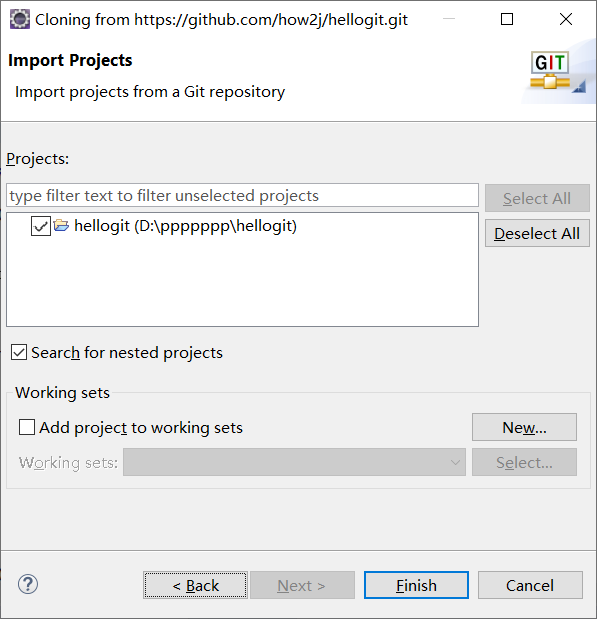 Cloning from https://github.com/how2j/hellogit.git
Import Projects
Import projects from a Git repository
GIT
Projects:
type filter text to filter unselected projects
Select All
hellogit (D:\ppppppp\hellogit)
Deselect All
Search for nested projects
Working sets
Add project to working sets
New...
Working sets:
Select...
?
< Back
Next >
Finish
Cancel